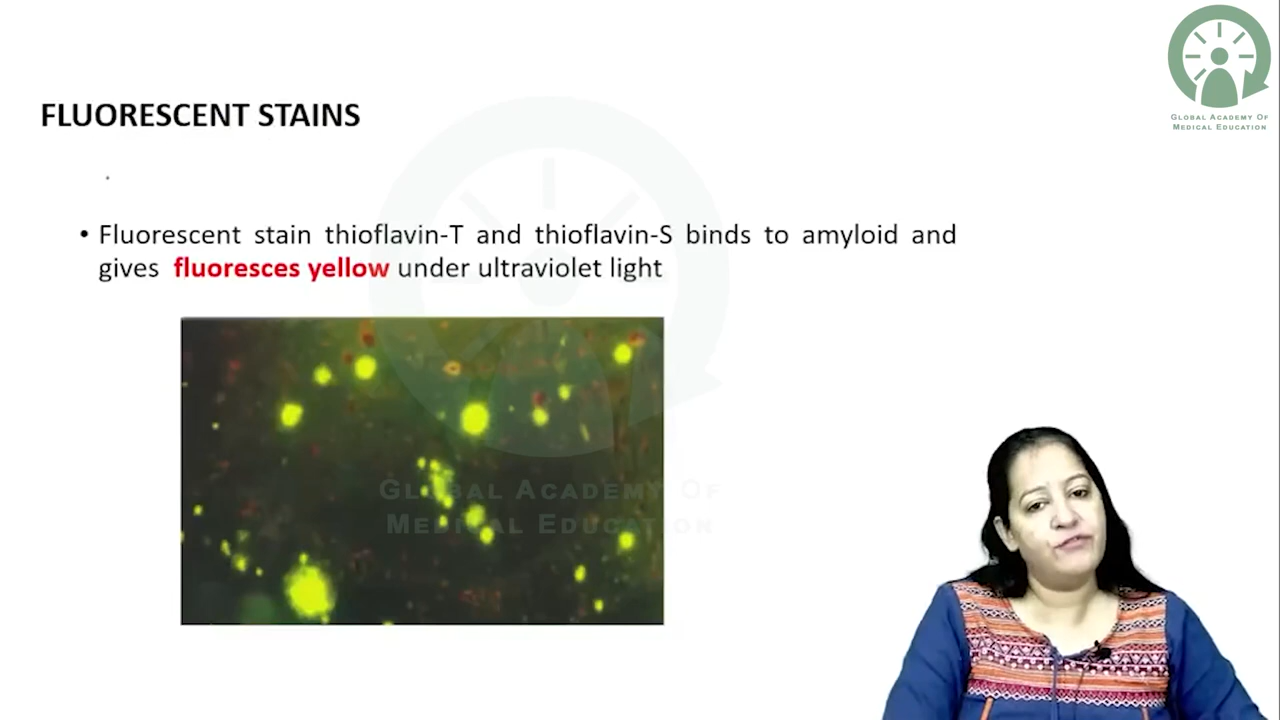 GLOBAL ACADEMY OF
MEDICAL EDUCATION
FLUORESCENT STAINS
• Fluorescent stain thioflavin-T and thioflavin-S binds to amyloid and
gives fluoresces yellow under ultraviolet light
GLOBAL ACADEMY OF
MEDICAL EDUCATION